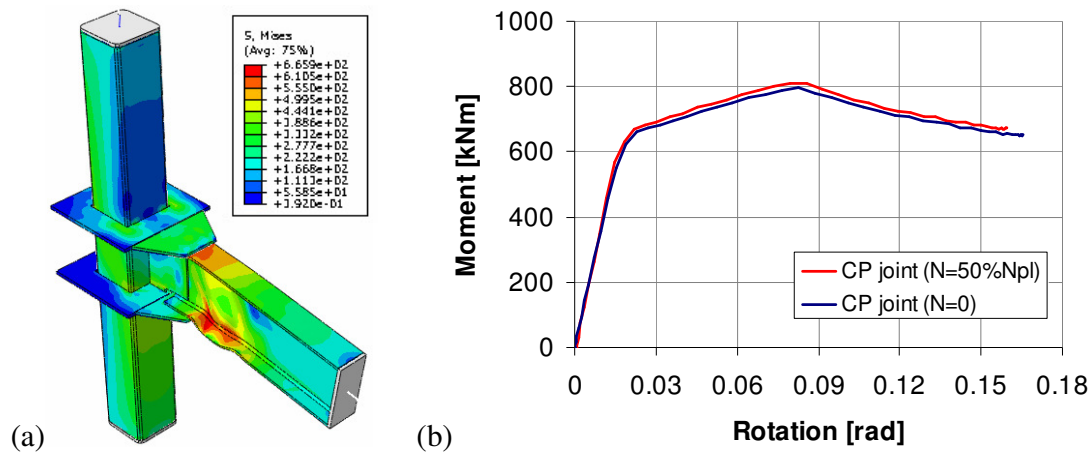 S, Mises
(Avg: 75%)
+6.659e+02
+6.105e+02
+5.550e+02
+4.995e+02
+4.441e+02
+3.886e+02
+3.332e+02
+2.777e+02
+2.222e+02
+1.668e+02
+1.113e+02
+5.585e+01
+3.920e-01
(a)
1000
800
600
400
200
0
Moment [kNm]
CP joint (N=50%Npl)
CP joint (N=0)
0 0.03 0.06 0.09 0.12 0.15 0.18
Rotation [rad]
(b)